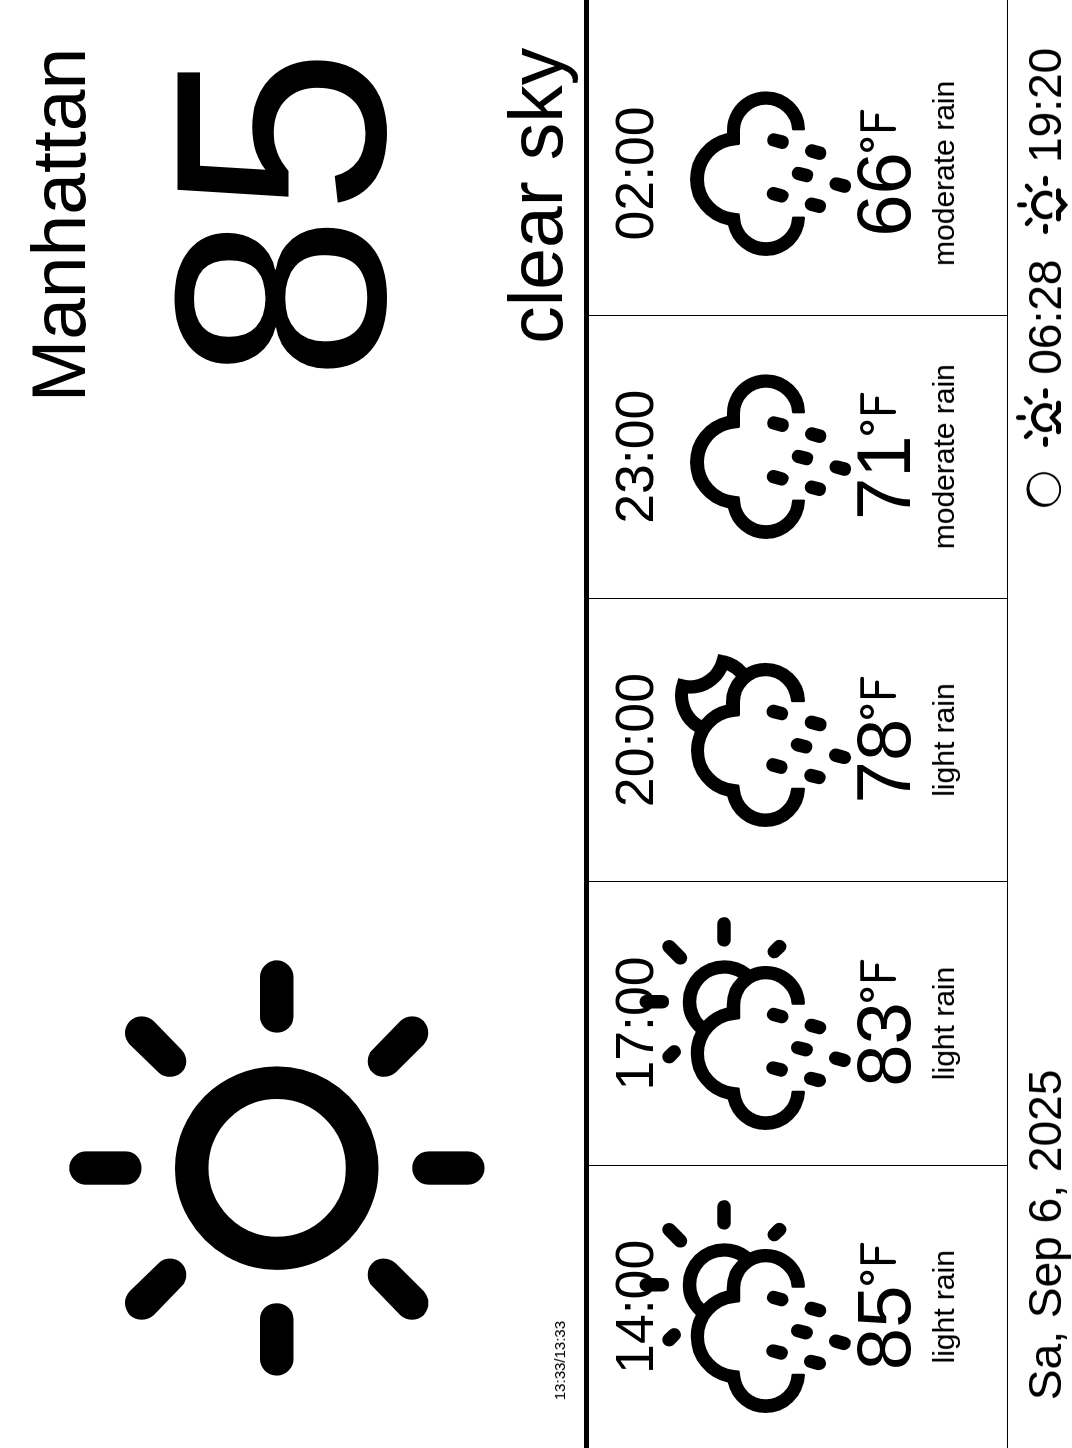 Manhattan
85
clear sky
13:33/13:33
14:00
85°F
light rain
17:00
83°F
light rain
20:00
78°F
light rain
23:00
71°F
moderate rain
02:00
66°F
moderate rain
Sa, Sep 6, 2025
06:28 19:20